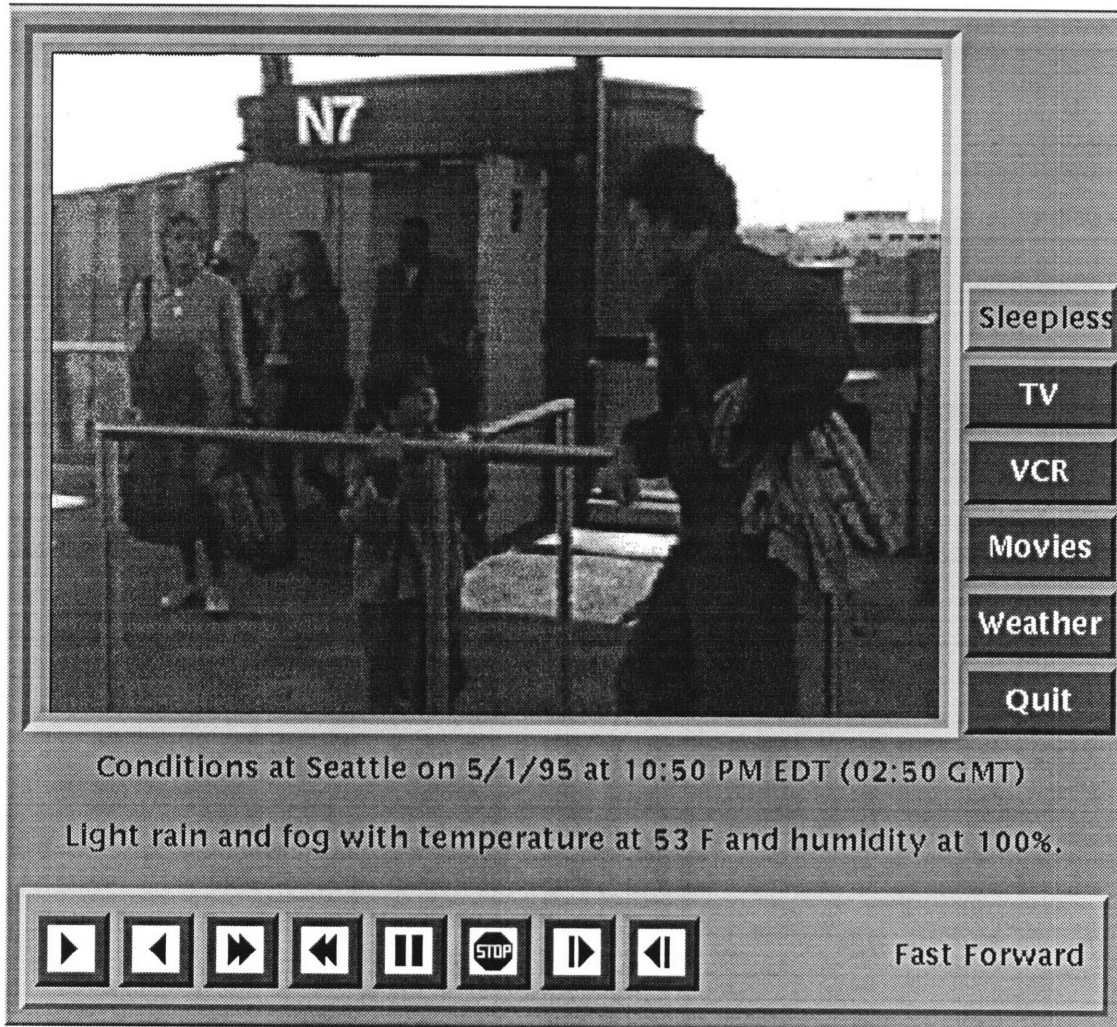 N7
Sleepless
TV
VCR
Movies
Weather
Quit
Conditions at Seattle on 5/1/95 at 10:50 PM EDT (02:50 GMT)
Light rain and fog with temperature at 53 F and humidity at 100%.
STOP
Fast Forward